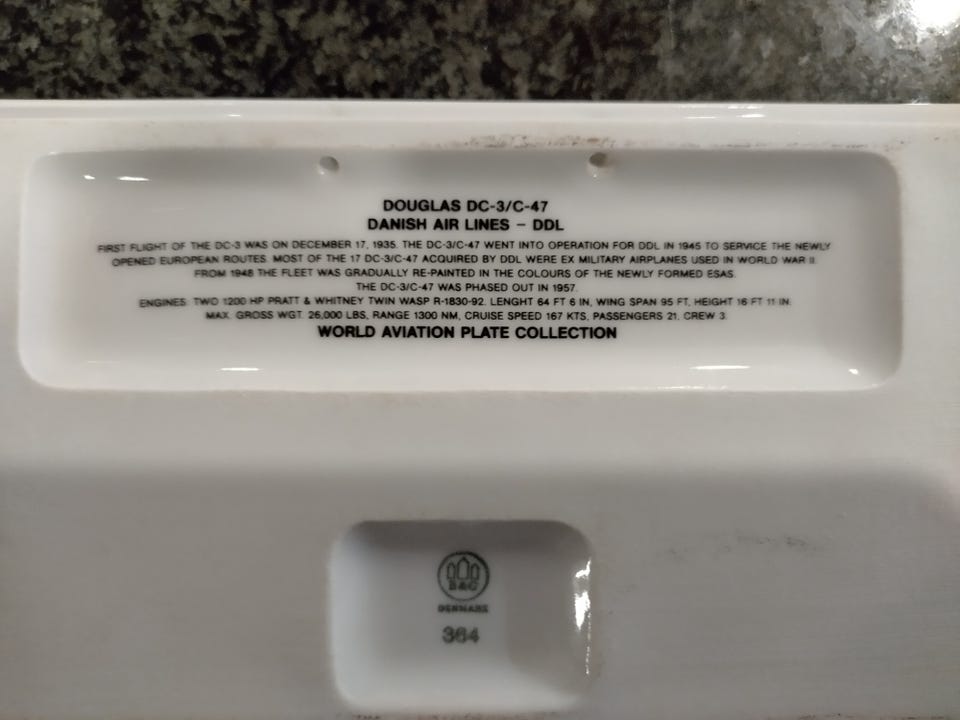 DOUGLAS DC-3/C-47
DANISH AIR LINES – DDL
FIRST FLIGHT OF THE DC-3 WAS ON DECEMBER 17, 1935. THE DC-3/C-47 WENT INTO OPERATION FOR DDL IN 1945 TO SERVICE THE NEWLY
OPENED EUROPEAN ROUTES. MOST OF THE 17 DC-3/C-47 ACQUIRED BY DDL WERE EX MILITARY AIRPLANES USED IN WORLD WAR II.
FROM 1948 THE FLEET WAS GRADUALLY RE-PAINTED IN THE COLOURS OF THE NEWLY FORMED ESAS.
THE DC-3/C-47 WAS PHASED OUT IN 1957.
ENGINES: TWO 1200 HP PRATT & WHITNEY TWIN WASP R-1830-92. LENGHT 64 FT 6 IN, WING SPAN 95 FT, HEIGHT 16 FT 11 IN.
MAX. GROSS WGT. 26,000 LBS, RANGE 1300 NM, CRUISE SPEED 167 KTS, PASSENGERS 21, CREW 3.
WORLD AVIATION PLATE COLLECTION
B&G
DENMARK
364